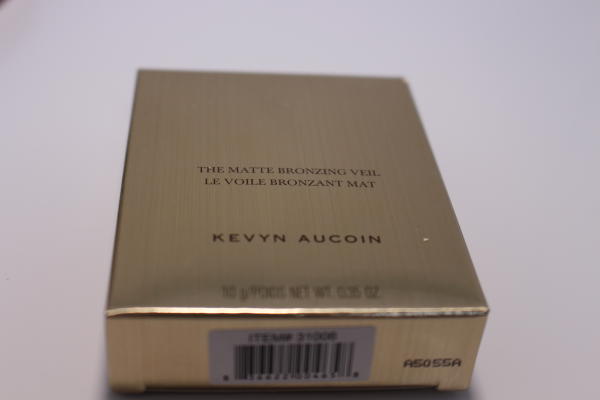 THE MATTE BRONZING VEIL
LE VOILE BRONZANT MAT
KEVYN AUCOIN
10 g/POIDS NET WT. 0.35 OZ.
ITEM# 31006
A5055A